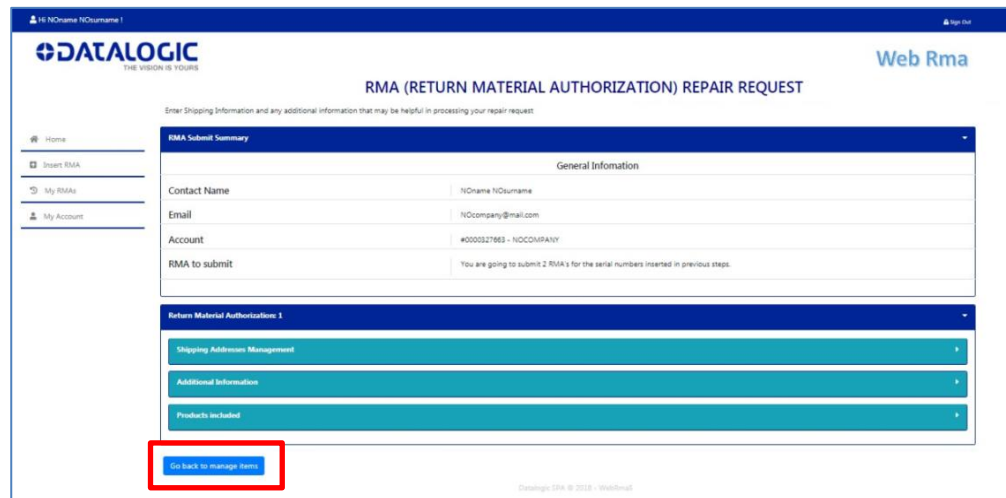 Hi NOname NOsurname !
Sign Out
DATALOGIC
THE VISION IS YOURS
Web Rma
RMA (RETURN MATERIAL AUTHORIZATION) REPAIR REQUEST
Enter Shipping Information and any additional information that may be helpful in processing your repair request
Home
Insert RMA
My RMAs
My Account
RMA Submit Summary
General Infomation
Contact Name NOname NOsurname
Email NOcompany@mail.com
Account #0000327663 - NOCOMPANY
RMA to submit You are going to submit 2 RMA's for the serial numbers inserted in previous steps.
Return Material Authorization: 1
Shipping Addresses Management
Additional Information
Products included
Go back to manage items
Datalogic SPA © 2018 - WebRmaS